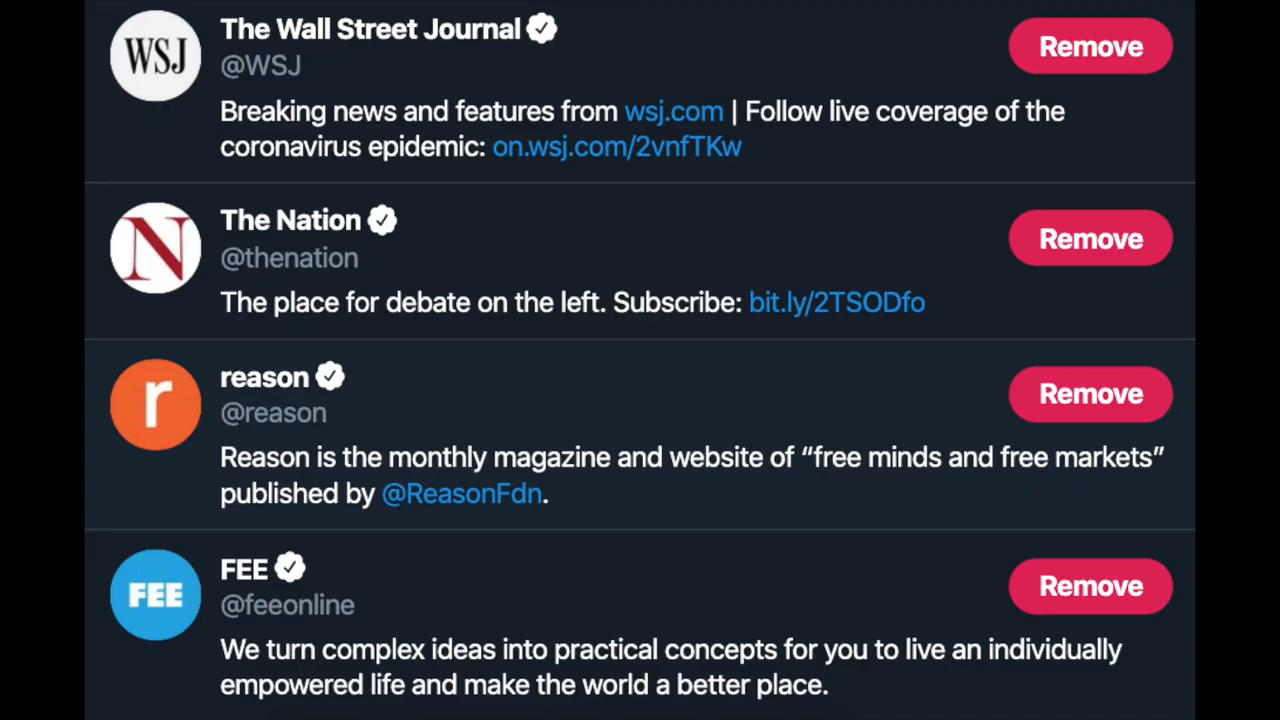 WSJ
The Wall Street Journal
Remove
@WSJ
Breaking news and features from wsj.com | Follow live coverage of the
coronavirus epidemic: on.wsj.com/2vnfTKw
N
The Nation
Remove
@thenation
The place for debate on the left. Subscribe: bit.ly/2TSODfo
r
reason
Remove
@reason
Reason is the monthly magazine and website of “free minds and free markets”
published by @ReasonFdn.
FEE
FEE
Remove
@feeonline
We turn complex ideas into practical concepts for you to live an individually
empowered life and make the world a better place.